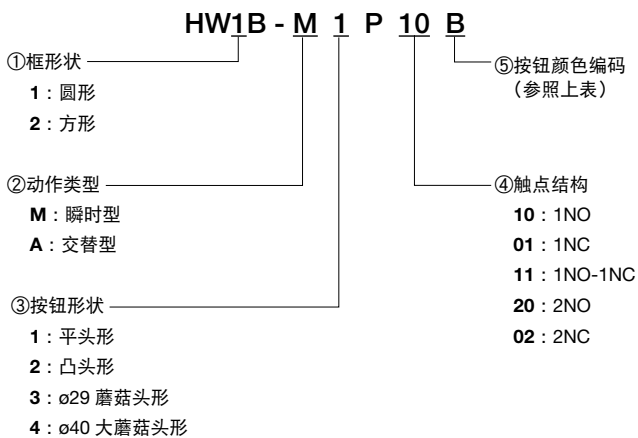 HW1B - M 1 P 10 B
①框形状
1：圆形
2：方形
②动作类型
M：瞬时型
A：交替型
③按钮形状
1：平头形
2：凸头形
3：ø29 蘑菇头形
4：ø40 大蘑菇头形
⑤按钮颜色编码
（参照上表）
④触点结构
10：1NO
01：1NC
11：1NO-1NC
20：2NO
02：2NC